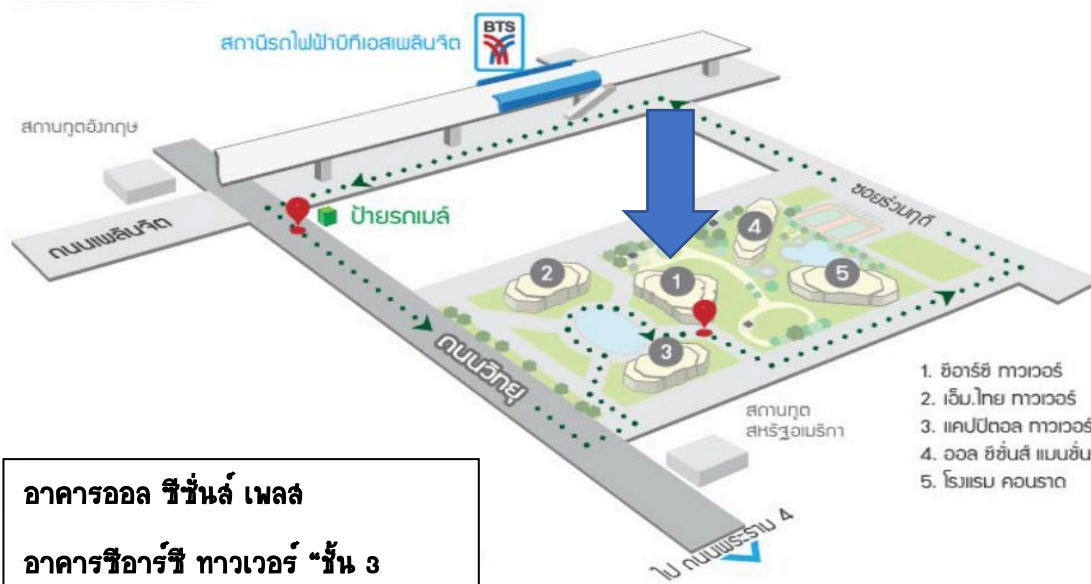 BTS
สถานีรถไฟฟ้าบีทีเอสเพลินจิต
สถานทูตอังกฤษ
ป้ายรถเมล์
ถนนเพลินจิต
ซอยร่วมฤดี
4
2
1
5
3
ถนนวิทยุ
สถานทูต
สหรัฐอเมริกา
1. ซีอาร์ซี ทาวเวอร์
2. เอ็ม.ไทย ทาวเวอร์
3. แคปปิตอล ทาวเวอร์
4. ออล ซีซั่นส์ แมนชั่น
5. โรงแรม คอนราด
ไป ถนนพระราม 4
อาคารออล ซีซั่นส์ เพลส
อาคารซีอาร์ซี ทาวเวอร์ “ชั้น 3